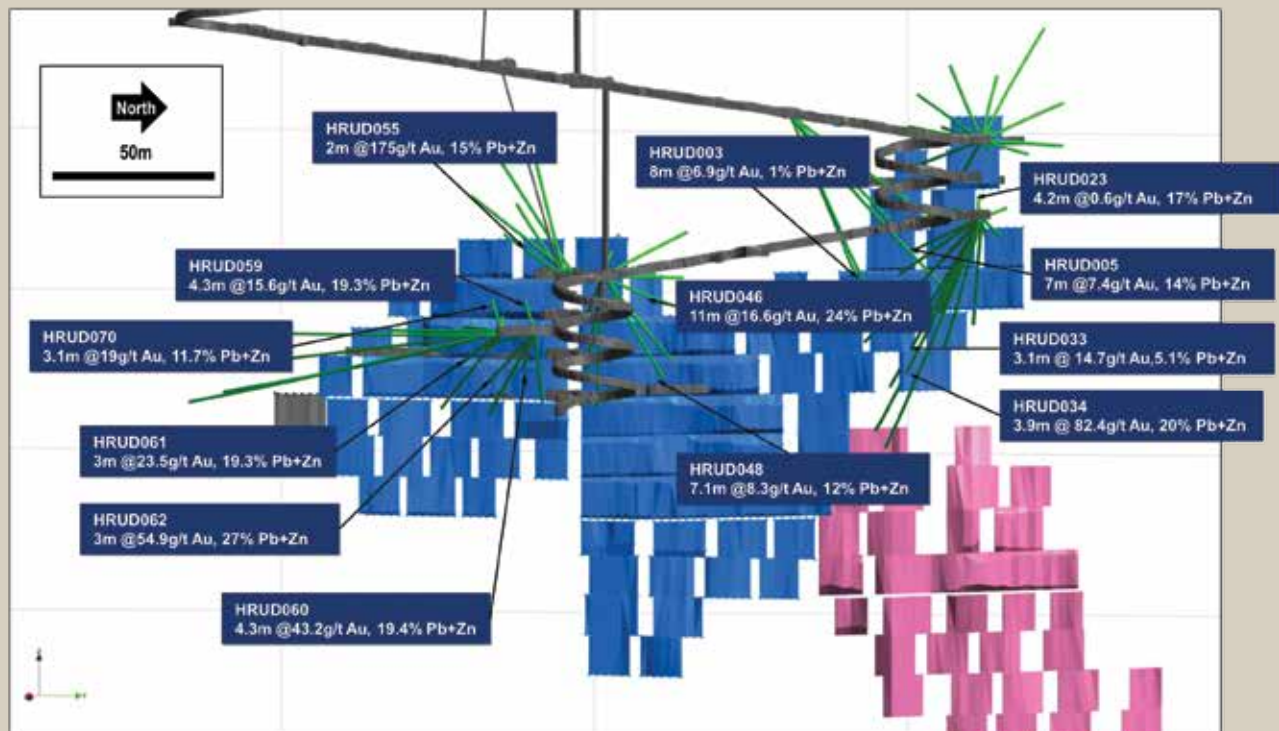 North
50m
HRUD055
2m @175g/t Au, 15% Pb+Zn
HRUD003
8m @6.9g/t Au, 1% Pb+Zn
HRUD023
4.2m @0.6g/t Au, 17% Pb+Zn
HRUD059
4.3m @15.6g/t Au, 19.3% Pb+Zn
HRUD005
7m @7.4g/t Au, 14% Pb+Zn
HRUD046
11m @16.6g/t Au, 24% Pb+Zn
HRUD070
3.1m @19g/t Au, 11.7% Pb+Zn
HRUD033
3.1m @ 14.7g/t Au,5.1% Pb+Zn
HRUD034
3.9m @ 82.4g/t Au, 20% Pb+Zn
HRUD061
3m @23.5g/t Au, 19.3% Pb+Zn
HRUD048
7.1m @8.3g/t Au, 12% Pb+Zn
HRUD062
3m @54.9g/t Au, 27% Pb+Zn
HRUD060
4.3m @43.2g/t Au, 19.4% Pb+Zn